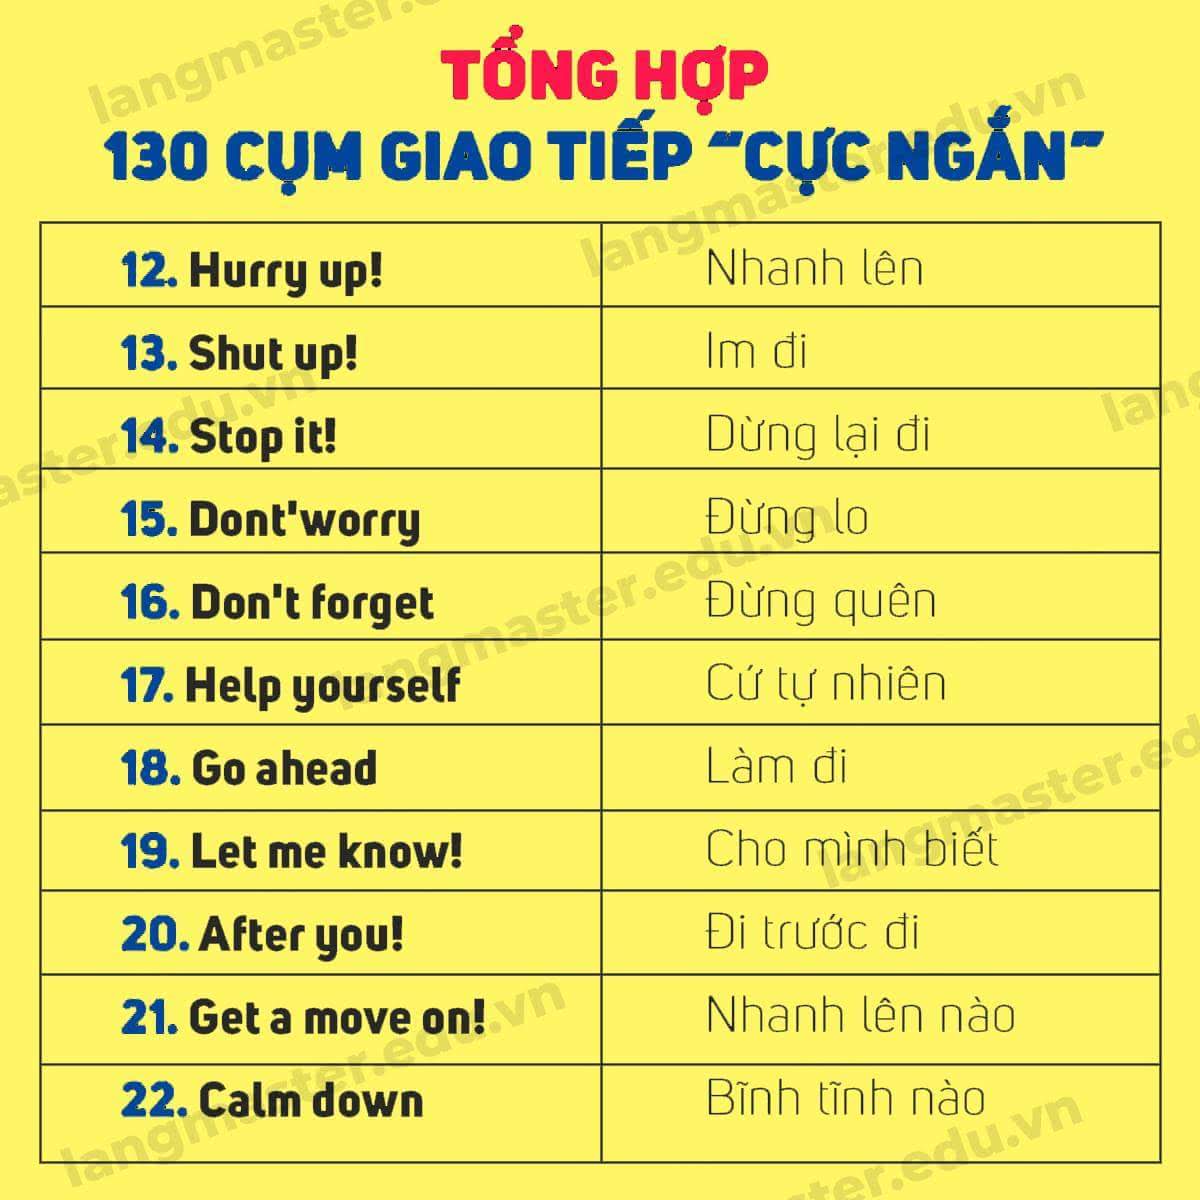 TỔNG HỢP
130 CỤM GIAO TIẾP “CỰC NGẮN”
12. Hurry up! Nhanh lên
13. Shut up! Im đi
14. Stop it! Dừng lại đi
15. Dont'worry Đừng lo
16. Don't forget Đừng quên
17. Help yourself Cứ tự nhiên
18. Go ahead Làm đi
19. Let me know! Cho mình biết
20. After you! Đi trước đi
21. Get a move on! Nhanh lên nào
22. Calm down Bĩnh tĩnh nào
langmaster.edu.vn